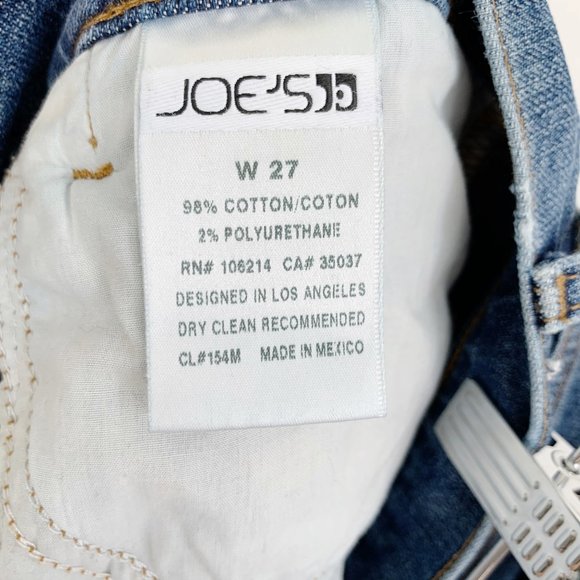 JOE'S
W 27
98% COTTON/COTON
2% POLYURETHANE
RN# 106214 CA# 35037
DESIGNED IN LOS ANGELES
DRY CLEAN RECOMMENDED
CL#154M MADE IN MEXICO